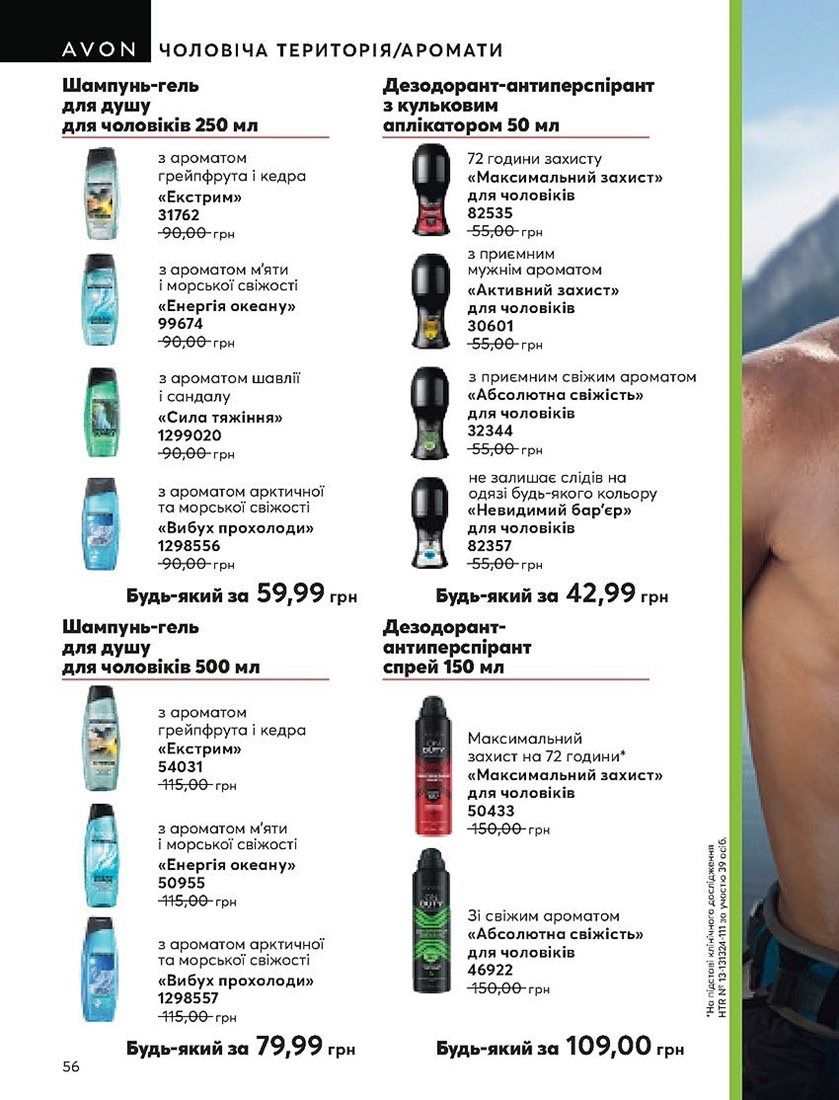 AVON ЧОЛОВІЧА ТЕРИТОРІЯ/АРОМАТИ
Шампунь-гель
для душу
для чоловіків 250 мл
з ароматом
грейпфрута і кедра
«Екстрим»
31762
90,00 грн
з ароматом м'яти
і морської свіжості
«Енергія океану»
99674
90,00 грн
з ароматом шавлії
і сандалу
«Сила тяжіння»
1299020
90,00 грн
з ароматом арктичної
та морської свіжості
«Вибух прохолоди»
1298556
90,00 грн
Будь-який за 59,99 грн
Дезодорант-антиперспірант
з кульковим
аплікатором 50 мл
72 години захисту
«Максимальний захист»
для чоловіків
82535
55,00 грн
з приємним
мужнім ароматом
«Активний захист»
для чоловіків
30601
55,00 грн
з приємним свіжим ароматом
«Абсолютна свіжість»
для чоловіків
32344
55,00 грн
не залишає слідів на
одязі будь-якого кольору
«Невидимий бар'єр»
для чоловіків
82357
55,00 грн
Будь-який за 42,99 грн
Шампунь-гель
для душу
для чоловіків 500 мл
з ароматом
грейпфрута і кедра
«Екстрим»
54031
115,00 грн
з ароматом м'яти
і морської свіжості
«Енергія океану»
50955
115,00 грн
з ароматом арктичної
та морської свіжості
«Вибух прохолоди»
1298557
115,00 грн
Будь-який за 79,99 грн
Дезодорант-
антиперспірант
спрей 150 мл
ON
DUTY
Максимальний
захист на 72 години*
«Максимальний захист»
для чоловіків
50433
150,00 грн
ON
DUTY
Зі свіжим ароматом
«Абсолютна свіжість»
для чоловіків
46922
150,00 грн
Будь-який за 109,00 грн
*На підставі клінічного дослідження
HTR № 13-131324-111 за участю 39 осіб.
56